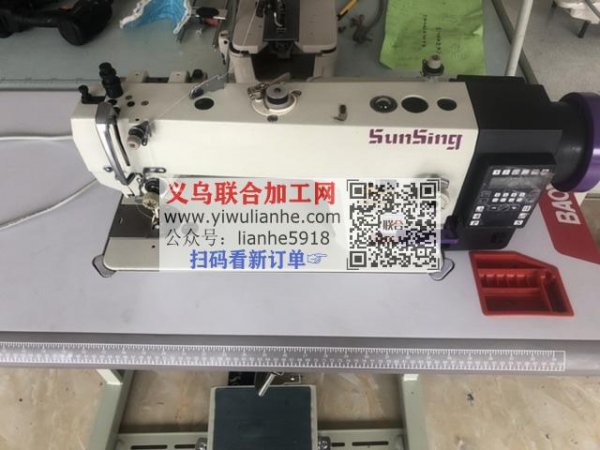 SunSing
义乌联合加工网
www.yiwulianhe.com
公众号：lianhe5918
扫码看新订单☞
联合
BAO